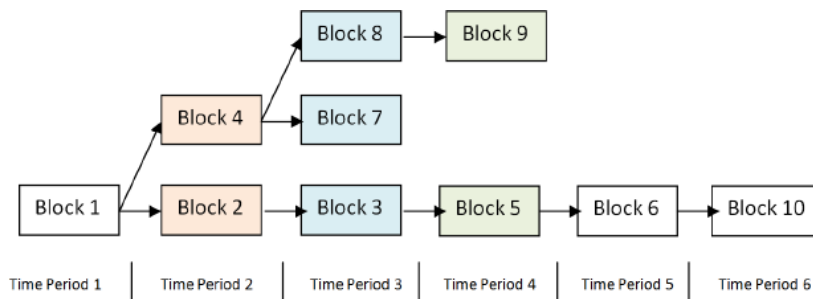 Block 8
Block 9
Block 4
Block 7
Block 1
Block 2
Block 3
Block 5
Block 6
Block 10
Time Period 1
Time Period 2
Time Period 3
Time Period 4
Time Period 5
Time Period 6